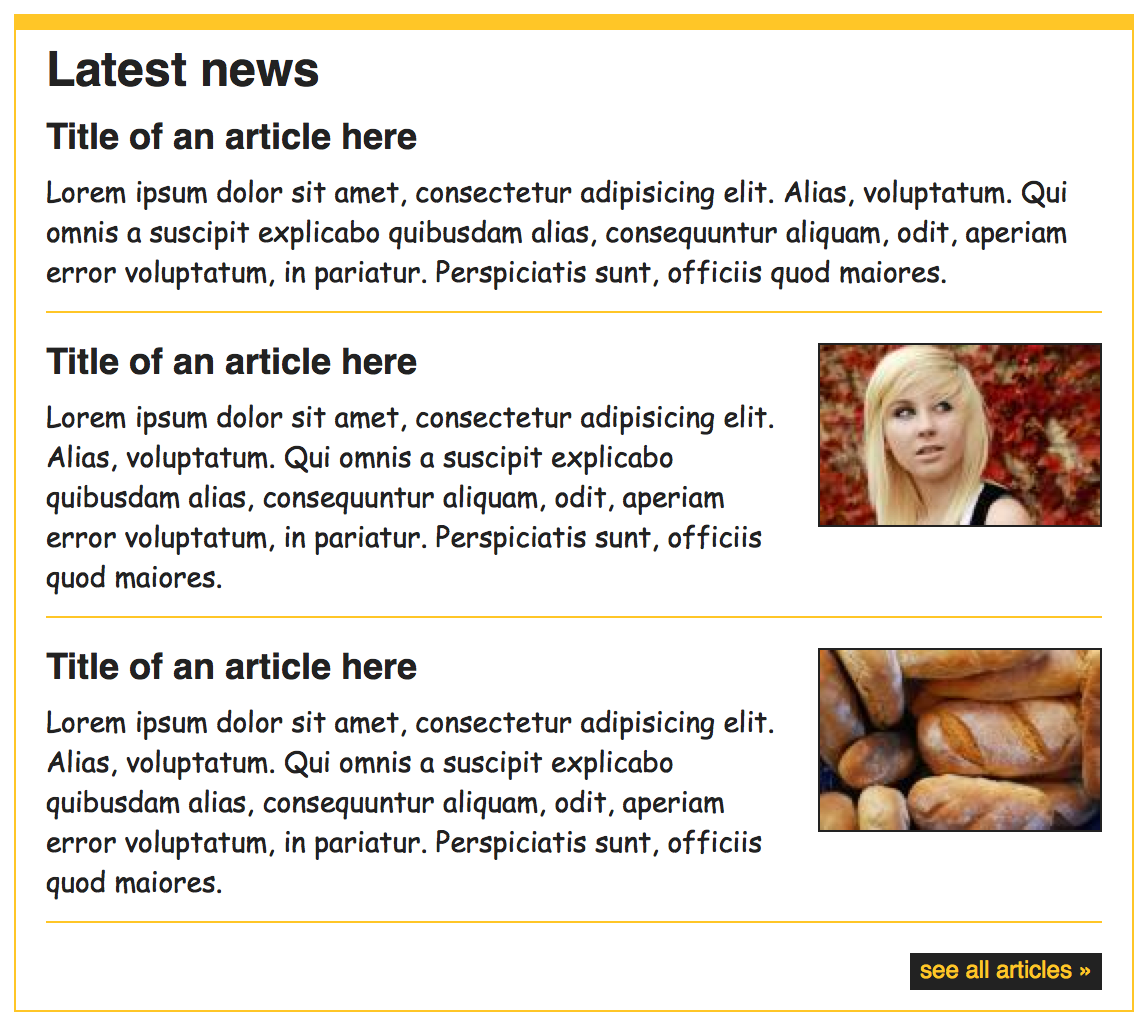 Latest news
Title of an article here
Lorem ipsum dolor sit amet, consectetur adipisicing elit. Alias, voluptatum. Qui
omnis a suscipit explicabo quibusdam alias, consequuntur aliquam, odit, aperiam
error voluptatum, in pariatur. Perspiciatis sunt, officiis quod maiores.
Title of an article here
Lorem ipsum dolor sit amet, consectetur adipisicing elit.
Alias, voluptatum. Qui omnis a suscipit explicabo
quibusdam alias, consequuntur aliquam, odit, aperiam
error voluptatum, in pariatur. Perspiciatis sunt, officiis
quod maiores.
Title of an article here
Lorem ipsum dolor sit amet, consectetur adipisicing elit.
Alias, voluptatum. Qui omnis a suscipit explicabo
quibusdam alias, consequuntur aliquam, odit, aperiam
error voluptatum, in pariatur. Perspiciatis sunt, officiis
quod maiores.
see all articles »